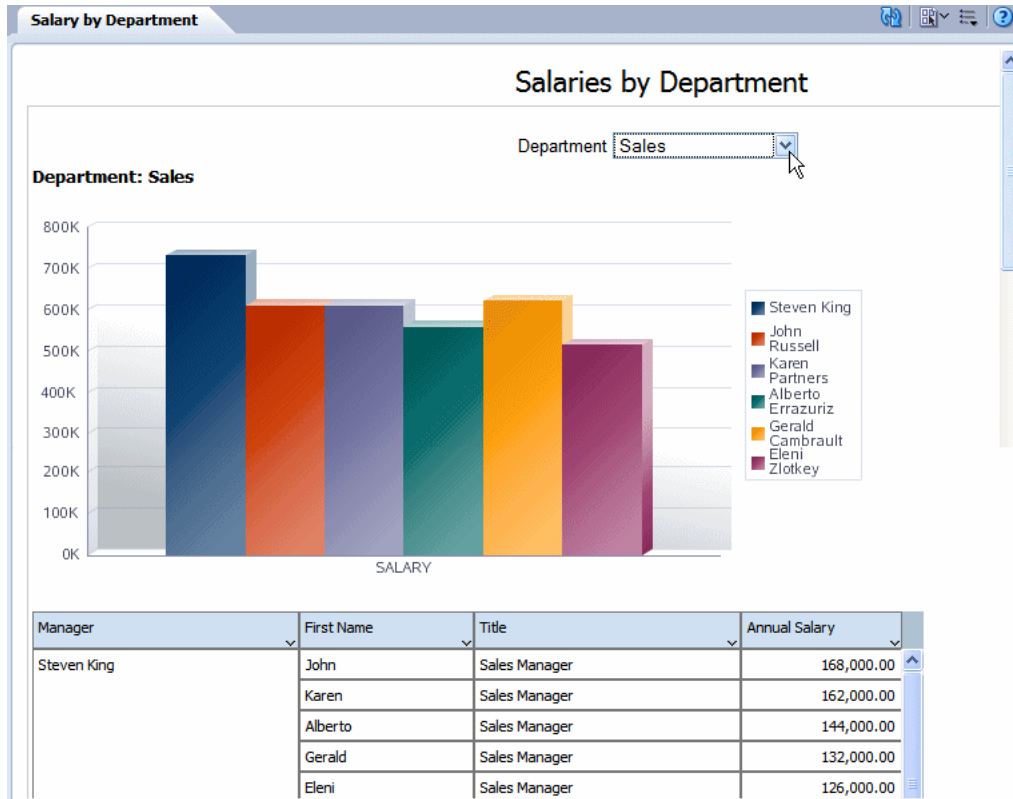 Salary by Department
?
Salaries by Department
Department Sales
Department: Sales
800K
700K
600K
500K
400K
300K
200K
100K
0K
SALARY
Steven King
John
Russell
Karen
Partners
Alberto
Errazuriz
Gerald
Cambrault
Eleni
Zlotkey
Manager First Name Title Annual Salary
Steven King John Sales Manager 168,000.00
Karen Sales Manager 162,000.00
Alberto Sales Manager 144,000.00
Gerald Sales Manager 132,000.00
Eleni Sales Manager 126,000.00